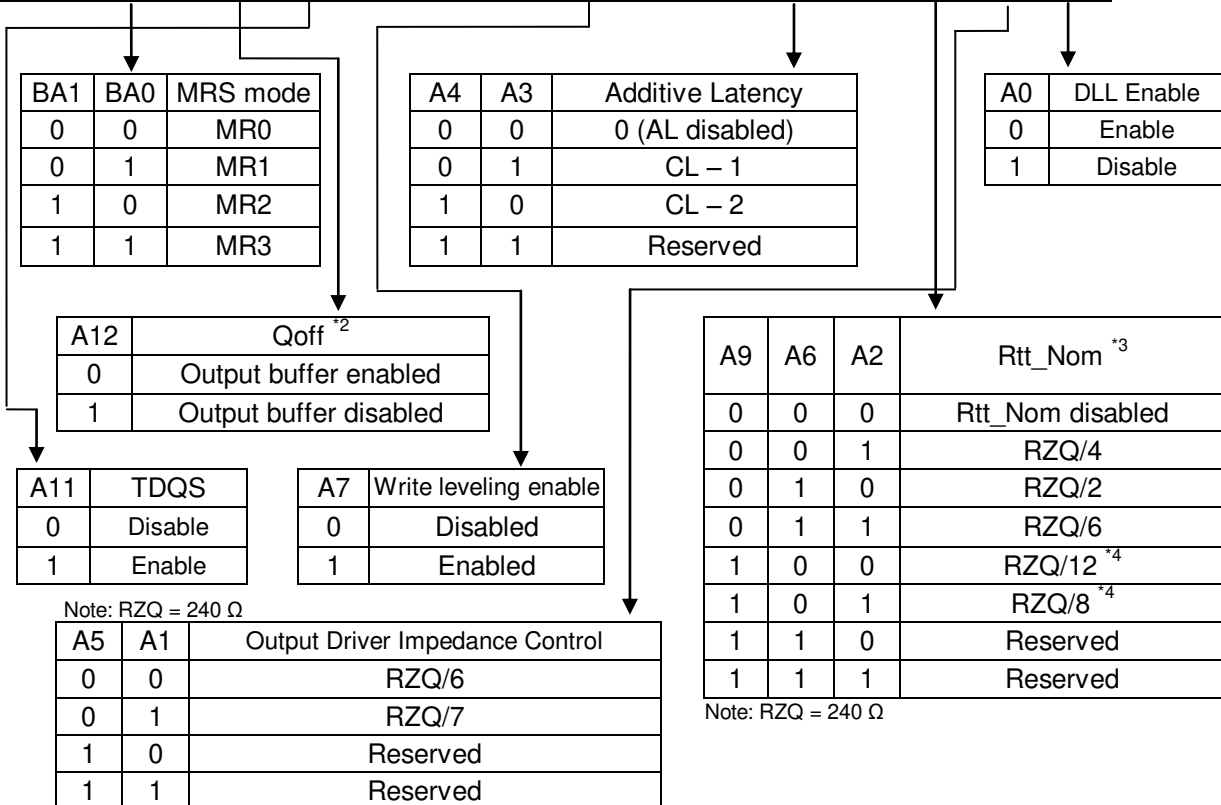 BA1 BA0 MRS mode
0 0 MR0
0 1 MR1
1 0 MR2
1 1 MR3
A4 A3 Additive Latency
0 0 0 (AL disabled)
0 1 CL – 1
1 0 CL – 2
1 1 Reserved
A0 DLL Enable
0 Enable
1 Disable
A12 Qoff *2
0 Output buffer enabled
1 Output buffer disabled
A9 A6 A2 Rtt_Nom *3
0 0 0 Rtt_Nom disabled
0 0 1 RZQ/4
0 1 0 RZQ/2
0 1 1 RZQ/6
1 0 0 RZQ/12 *4
1 0 1 RZQ/8 *4
1 1 0 Reserved
1 1 1 Reserved
Note: RZQ = 240 Ω
A11 TDQS
0 Disable
1 Enable
A7 Write leveling enable
0 Disabled
1 Enabled
Note: RZQ = 240 Ω
A5 A1 Output Driver Impedance Control
0 0 RZQ/6
0 1 RZQ/7
1 0 Reserved
1 1 Reserved